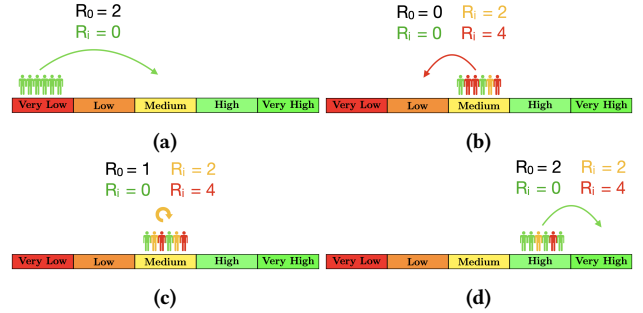 R₀ = 2
Rᵢ = 0
Very Low Low Medium High Very High
(a)
R₀ = 0 Rᵢ = 2
Rᵢ = 0 Rᵢ = 4
Very Low Low Medium High Very High
(b)
R₀ = 1 Rᵢ = 2
Rᵢ = 0 Rᵢ = 4
Very Low Low Medium High Very High
(c)
R₀ = 2 Rᵢ = 2
Rᵢ = 0 Rᵢ = 4
Very Low Low Medium High Very High
(d)